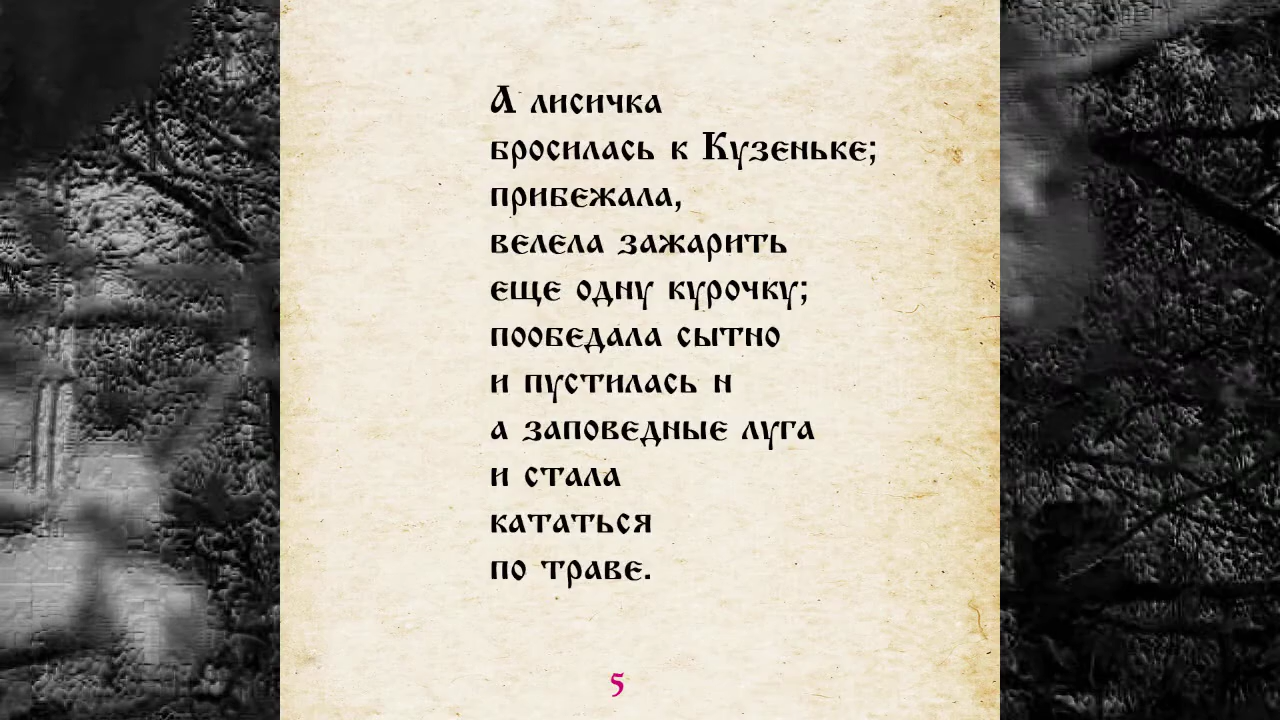 А лисичка
бросилась к Кузеньке;
прибежала,
велела зажарить
еще одну курочку;
пообедала сытно
и пустилась н
а заповедные луга
и стала
кататься
по траве.
5